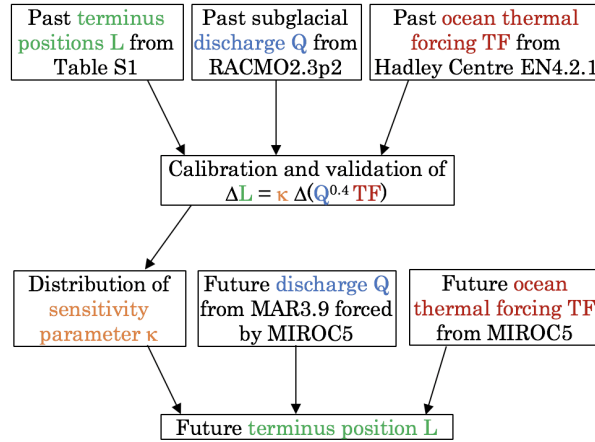 Past terminus
positions L from
Table S1
Past subglacial
discharge Q from
RACMO2.3p2
Past ocean thermal
forcing TF from
Hadley Centre EN4.2.1
Calibration and validation of
ΔL = κ Δ(Q^0.4 TF)
Distribution of
sensitivity
parameter κ
Future discharge Q
from MAR3.9 forced
by MIROC5
Future ocean
thermal forcing TF
from MIROC5
Future terminus position L